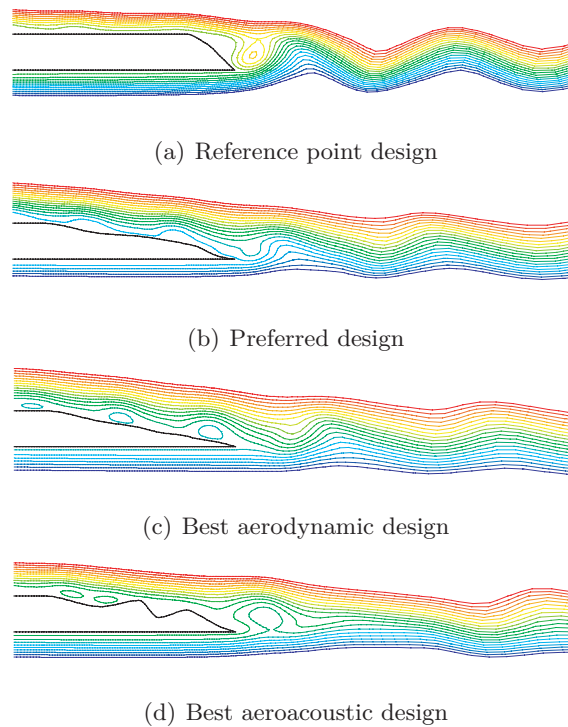 (a) Reference point design
(b) Preferred design
(c) Best aerodynamic design
(d) Best aeroacoustic design